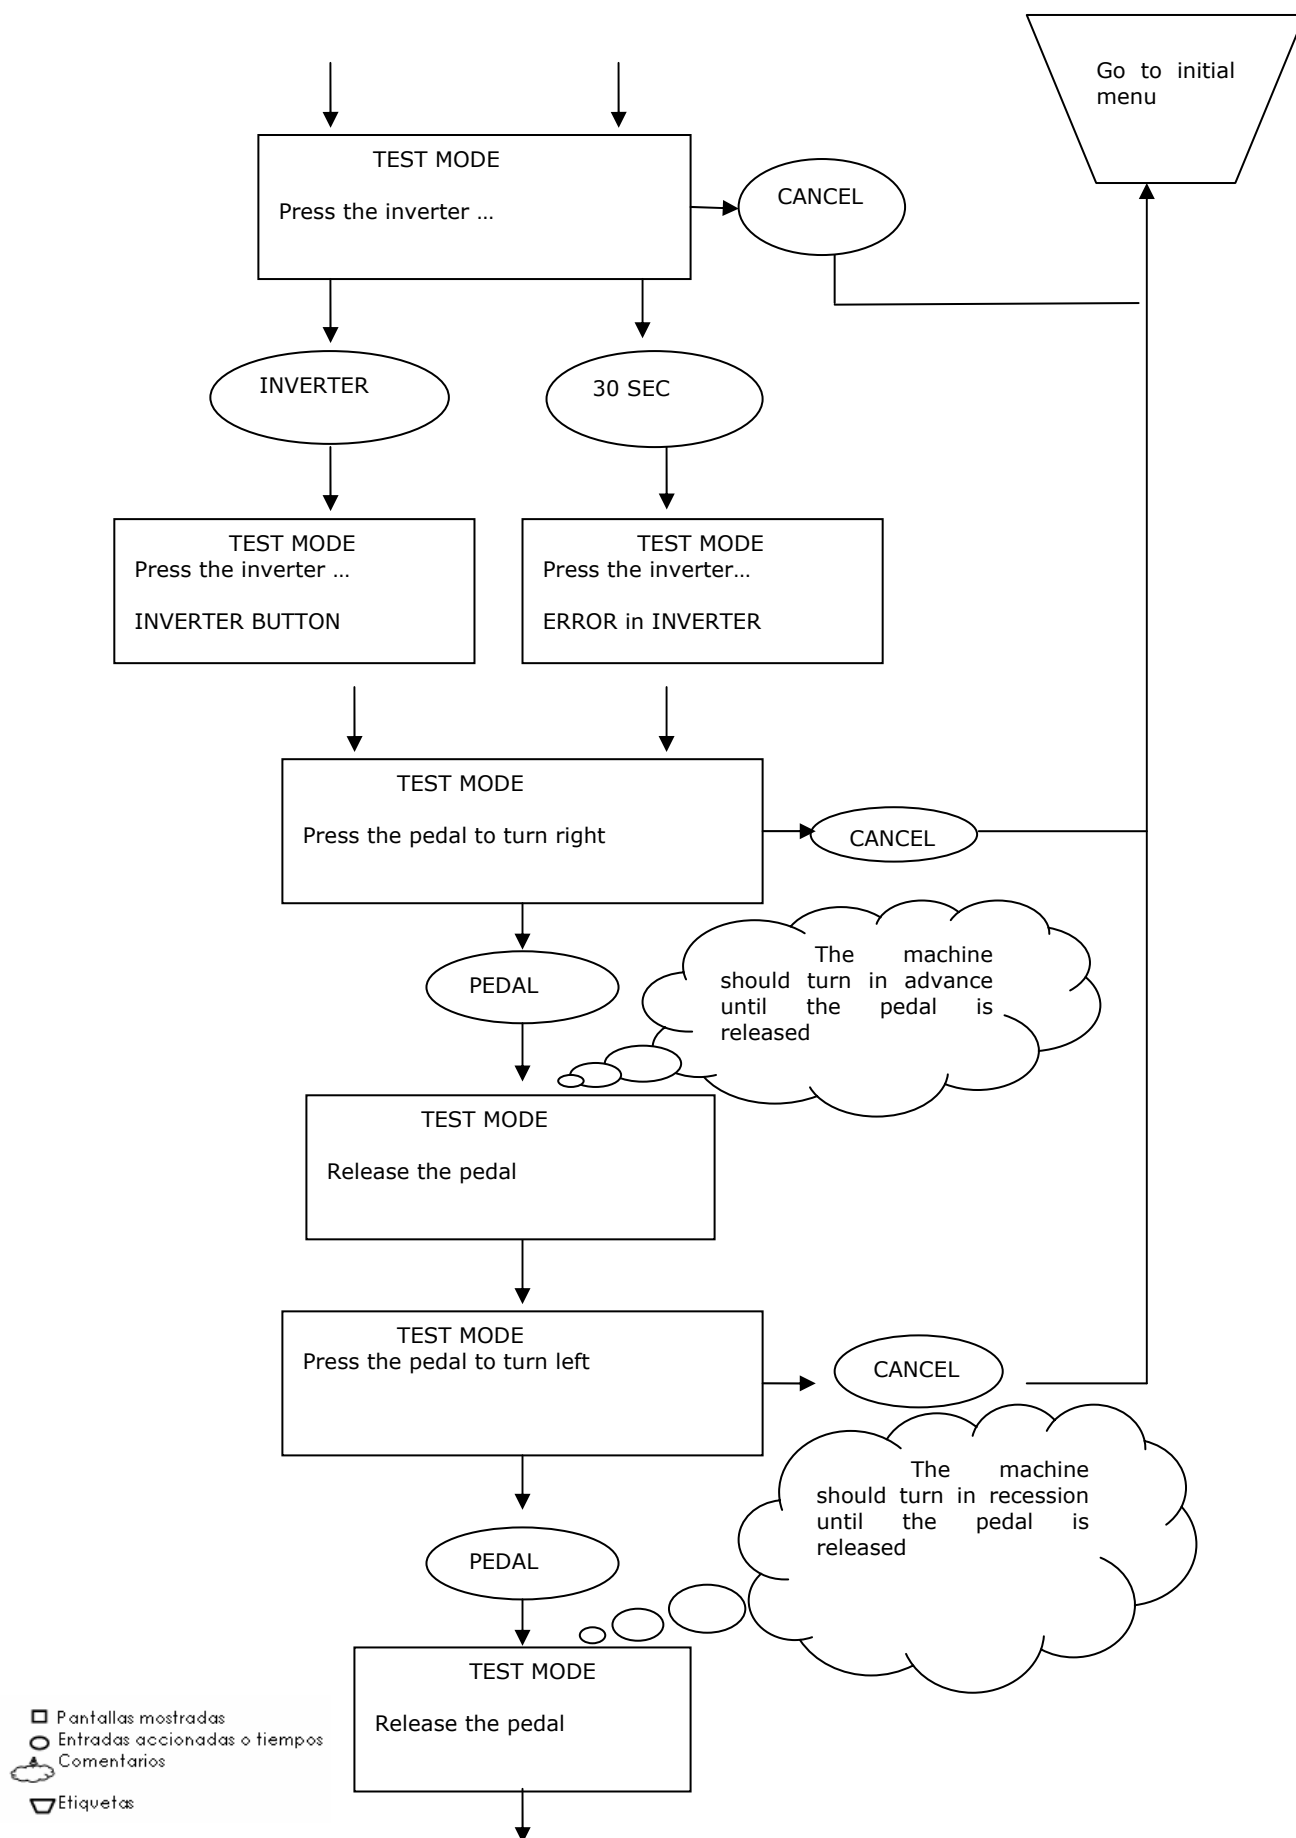 Go to initial
menu
TEST MODE
Press the inverter …
CANCEL
INVERTER
30 SEC
TEST MODE
Press the inverter …
INVERTER BUTTON
TEST MODE
Press the inverter…
ERROR in INVERTER
TEST MODE
Press the pedal to turn right
CANCEL
PEDAL
The machine
should turn in advance
until the pedal is
released
TEST MODE
Release the pedal
TEST MODE
Press the pedal to turn left
CANCEL
The machine
should turn in recession
until the pedal is
released
PEDAL
TEST MODE
Release the pedal
Pantallas mostradas
Entradas accionadas o tiempos
Comentarios
Etiquetas